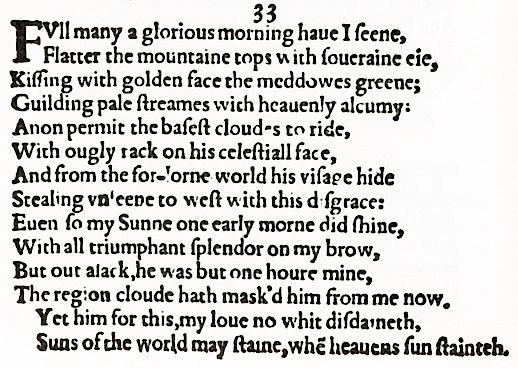 33
FVll many a glorious morning haue I ſeene,
Flatter the mountaine tops with ſoueraine eie,
Kiſſing with golden face the meddowes greene;
Guilding pale ſtreames with heauenly alcumy:
Anon permit the baſeſt cloudes to ride,
With ougly rack on his celeſtiall face,
And from the for-lorne world his viſage hide
Stealing vnſeene to weſt with this diſgrace:
Euen ſo my Sunne one early morne did ſhine,
With all triumphant ſplendor on my brow,
But out alack,he was but one houre mine,
The region cloude hath mask'd him from me now.
Yet him for this,my loue no whit diſdaineth,
Suns of the world may ſtaine,whē heauens ſun ſtainteh.